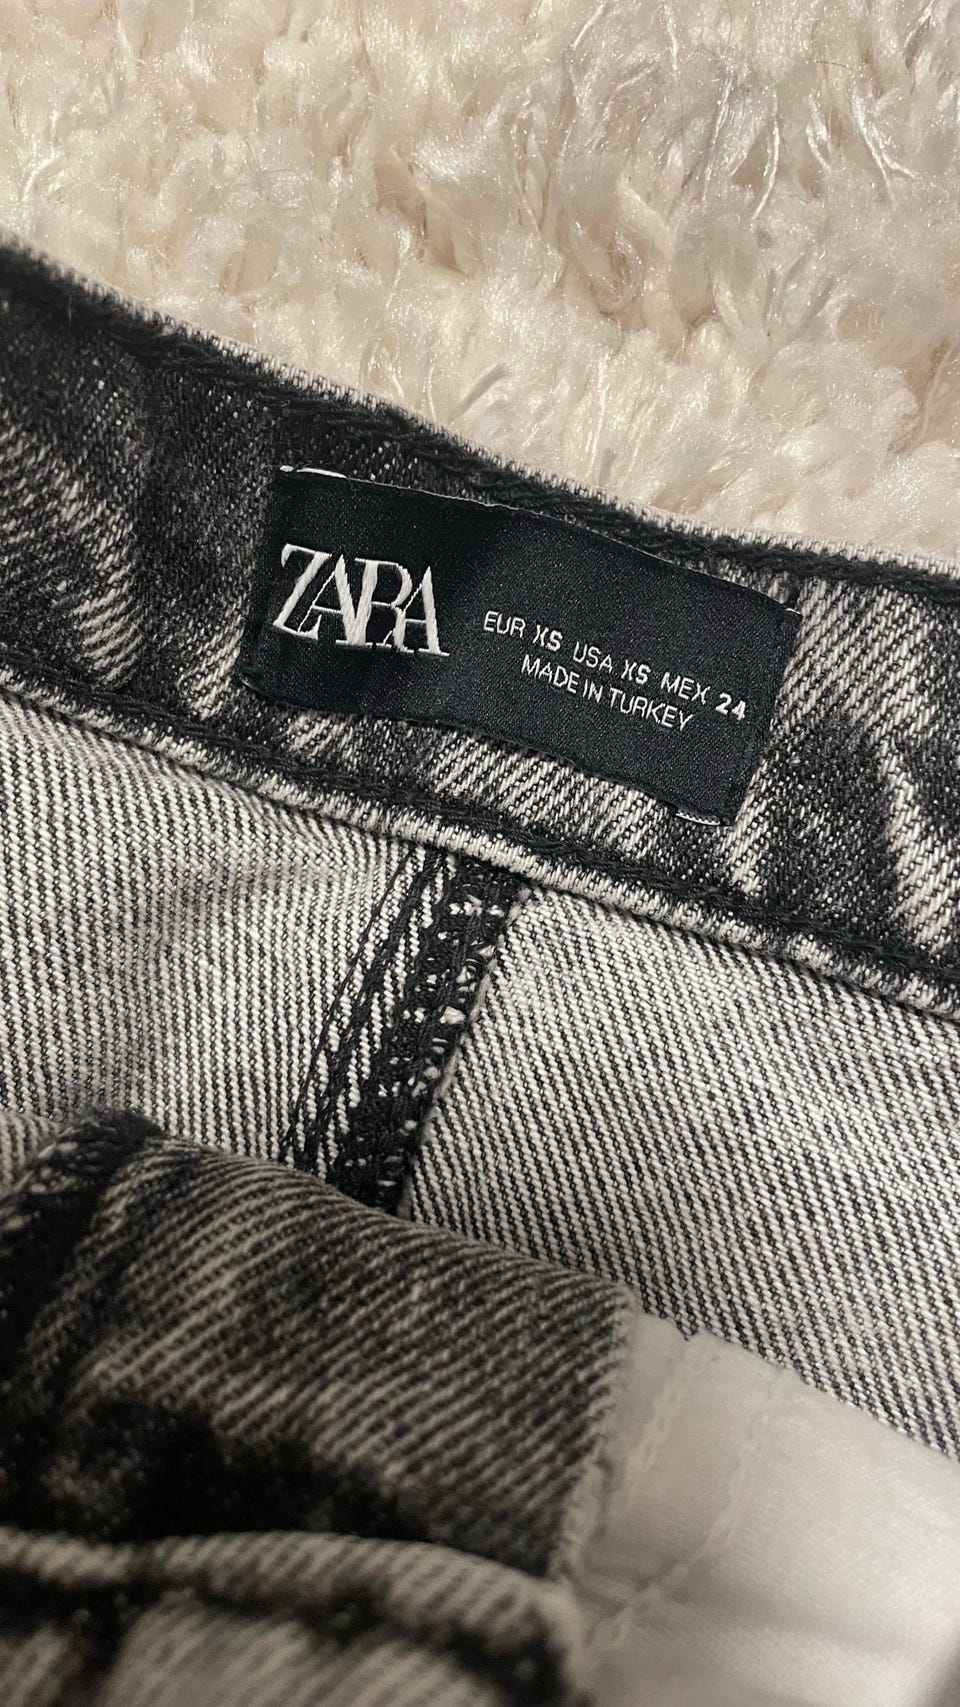 ZARA
EUR XS USA XS MEX 24
MADE IN TURKEY